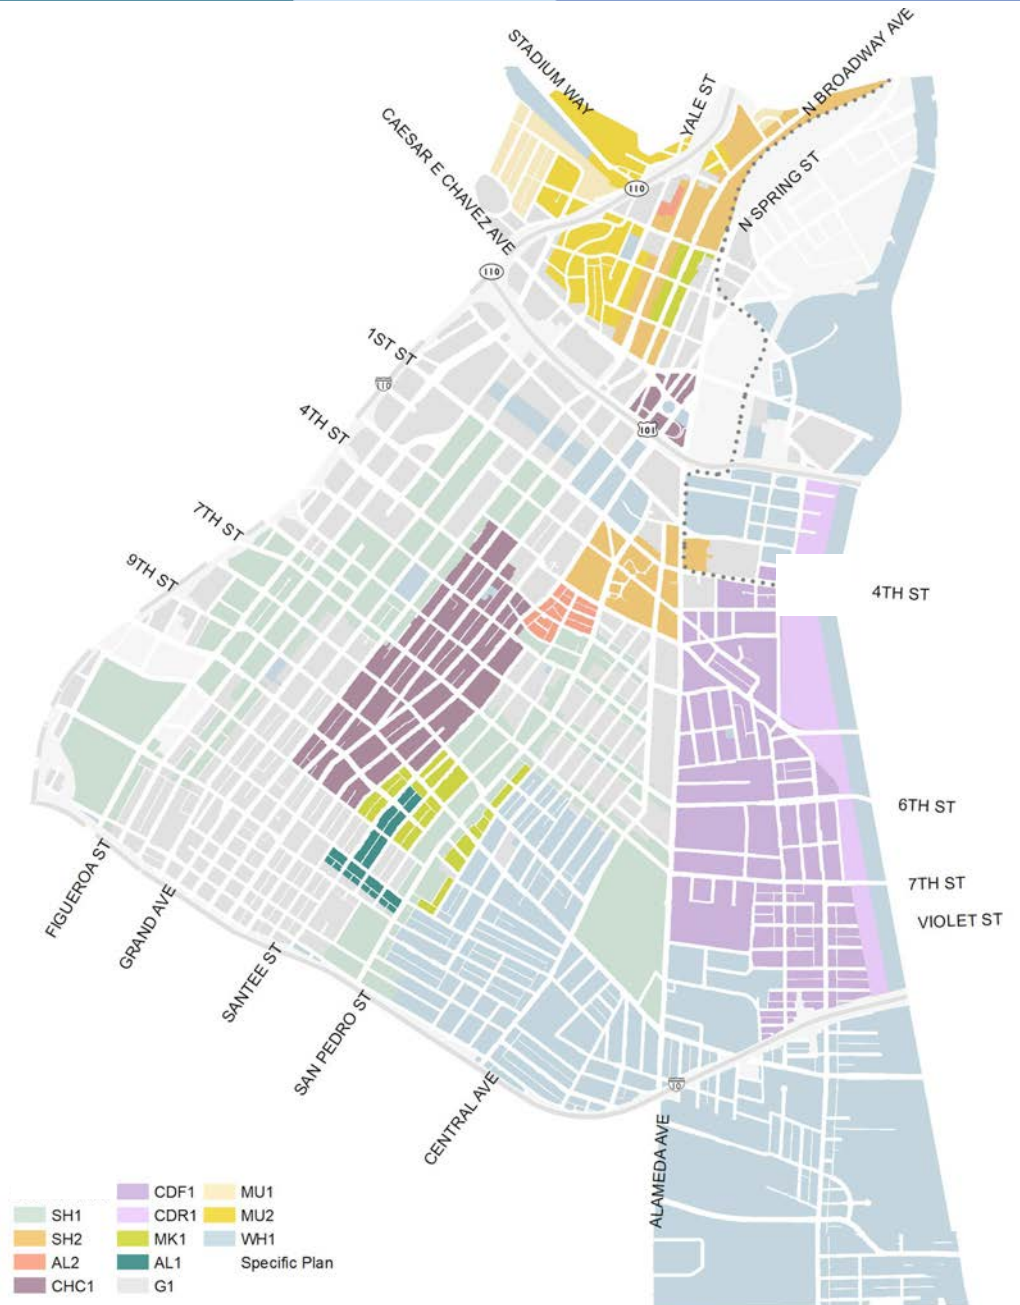 STADIUM WAY
N BROADWAY AVE
YALE ST
CAESAR E CHAVEZ AVE
N SPRING ST
110
110
1ST ST
110
4TH ST
101
7TH ST
9TH ST
4TH ST
6TH ST
7TH ST
VIOLET ST
FIGUEROA ST
GRAND AVE
SANTEE ST
SAN PEDRO ST
CENTRAL AVE
10
ALAMEDA AVE
SH1
SH2
AL2
CHC1
CDF1
CDR1
MK1
AL1
G1
MU1
MU2
WH1
Specific Plan